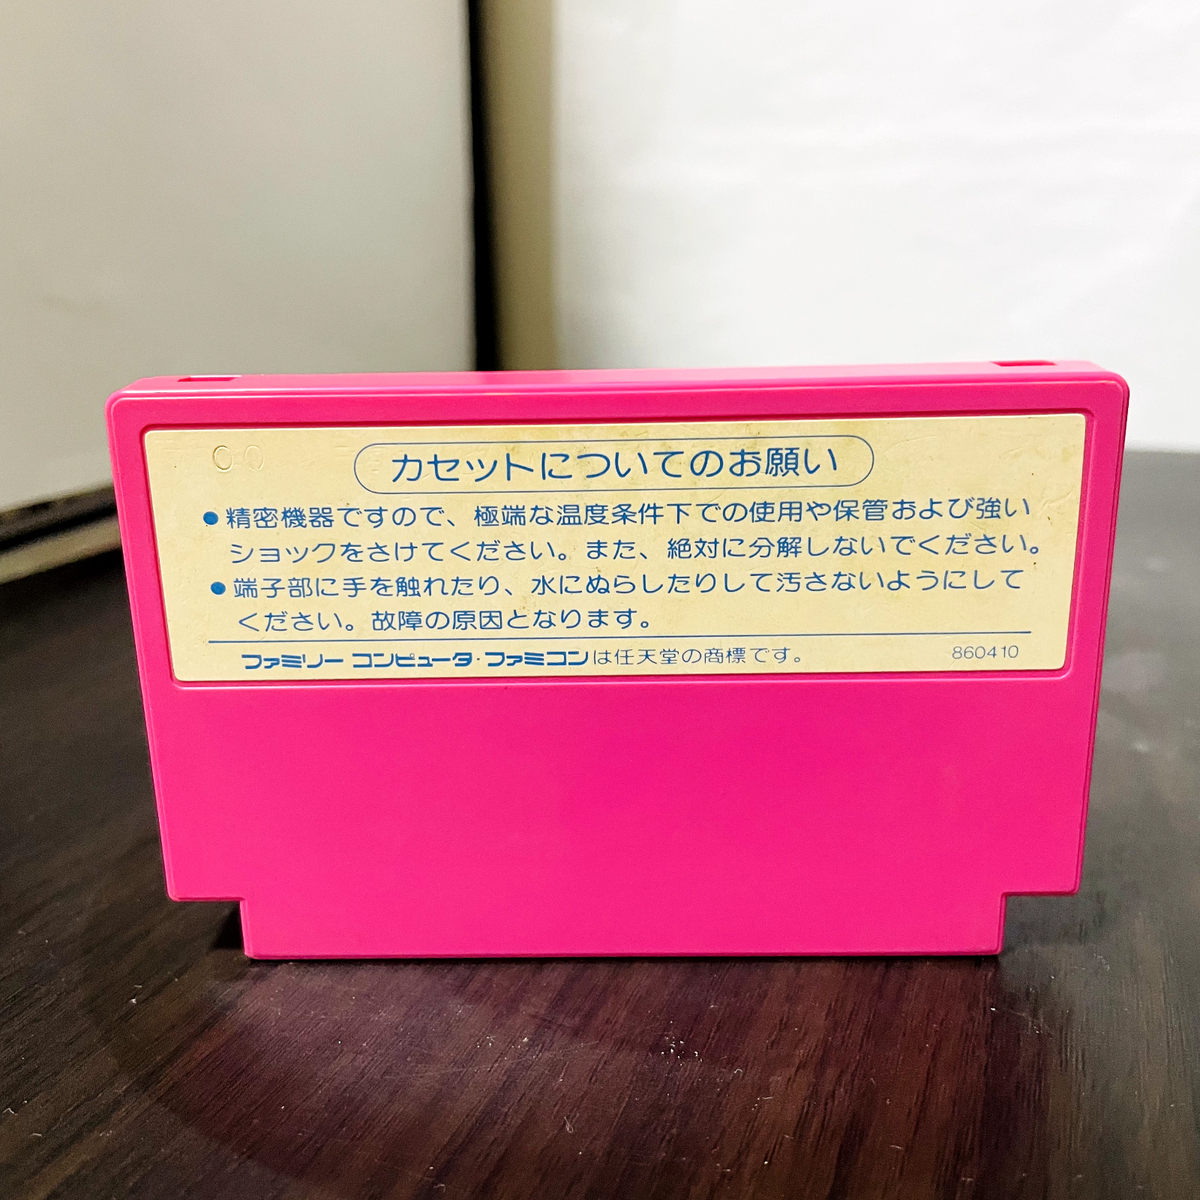 00
カセットについてのお願い
●精密機器ですので、極端な温度条件下での使用や保管および強い
ショックをさけてください。また、絶対に分解しないでください。
●端子部に手を触れたり、水にぬらしたりして汚さないようにして
ください。故障の原因となります。
ファミリー コンピュータ・ファミコンは任天堂の商標です。 860410